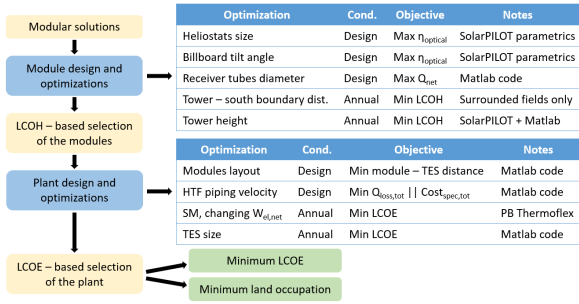 Modular solutions
Module design and
optimizations
LCOH – based selection
of the modules
Plant design and
optimizations
LCOE – based selection
of the plant
Optimization Cond. Objective Notes
Heliostats size Design Max ηoptical SolarPILOT parametrics
Billboard tilt angle Design Max ηoptical SolarPILOT parametrics
Receiver tubes diameter Design Max Qnet Matlab code
Tower – south boundary dist. Annual Min LCOH Surrounded fields only
Tower height Annual Min LCOH SolarPILOT + Matlab
Optimization Cond. Objective Notes
Modules layout Design Min module – TES distance Matlab code
HTF piping velocity Design Min Qloss,tot || Costspec,tot Matlab code
SM, changing Wel,net Annual Min LCOE PB Thermoflex
TES size Annual Min LCOE Matlab code
Minimum LCOE
Minimum land occupation